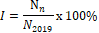 I = Nn / N2019 x 100%